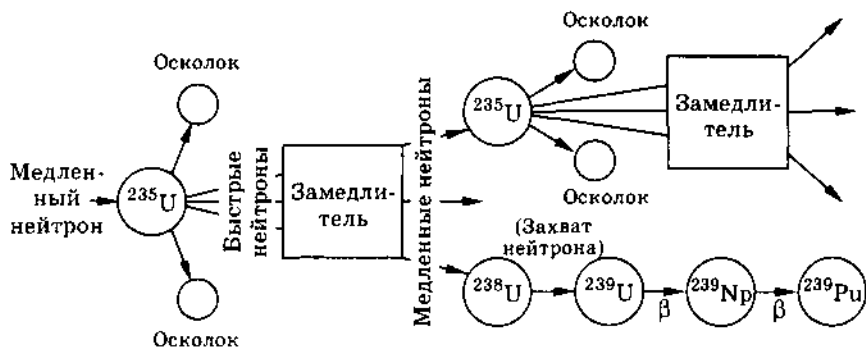 Осколок
Медлен-
ный
нейтрон
²³⁵U
Осколок
Быстрые
нейтроны
Замедли-
тель
Медленные нейтроны
Осколок
²³⁵U
Осколок
Замедли-
тель
(Захват
нейтрона)
²³⁸U
²³⁹U
β
²³⁹Np
β
²³⁹Pu